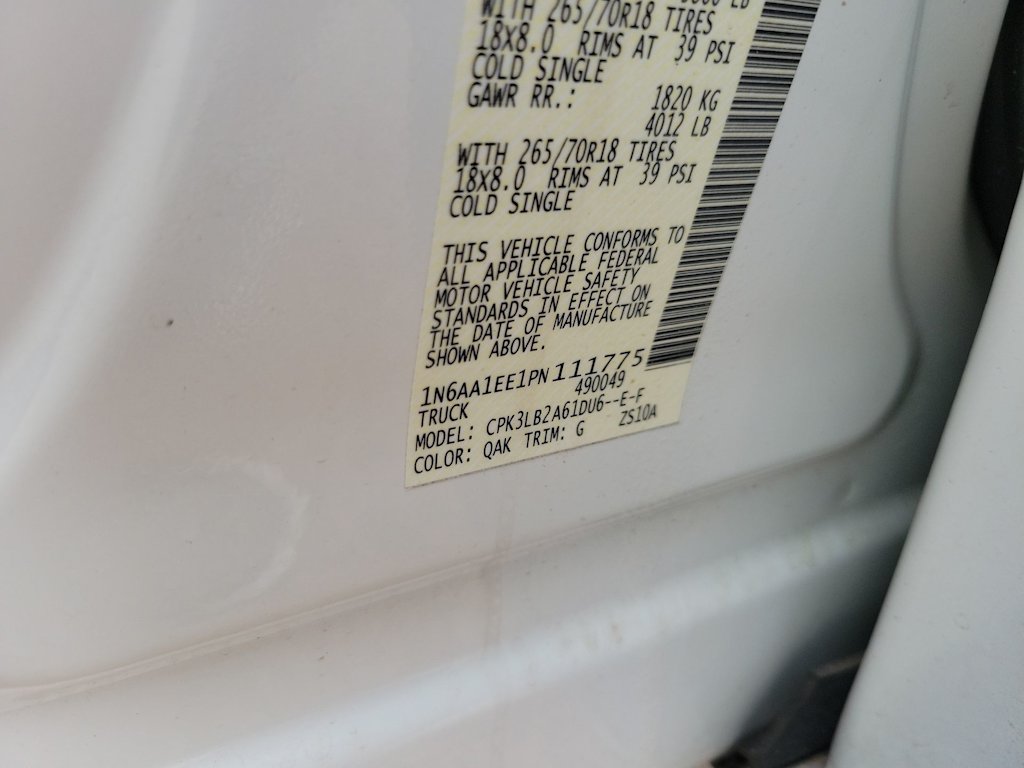 WITH 265/70R18 TIRES
18X8.0 RIMS AT 39 PSI
COLD SINGLE
GAWR RR.: 1820 KG
4012 LB
WITH 265/70R18 TIRES
18X8.0 RIMS AT 39 PSI
COLD SINGLE
THIS VEHICLE CONFORMS TO
ALL APPLICABLE FEDERAL
MOTOR VEHICLE SAFETY
STANDARDS IN EFFECT ON
THE DATE OF MANUFACTURE
SHOWN ABOVE.
1N6AA1EE1PN111775
TRUCK 490049
MODEL: CPK3LB2A61DU6--E-F
COLOR: QAK TRIM: G ZS10A